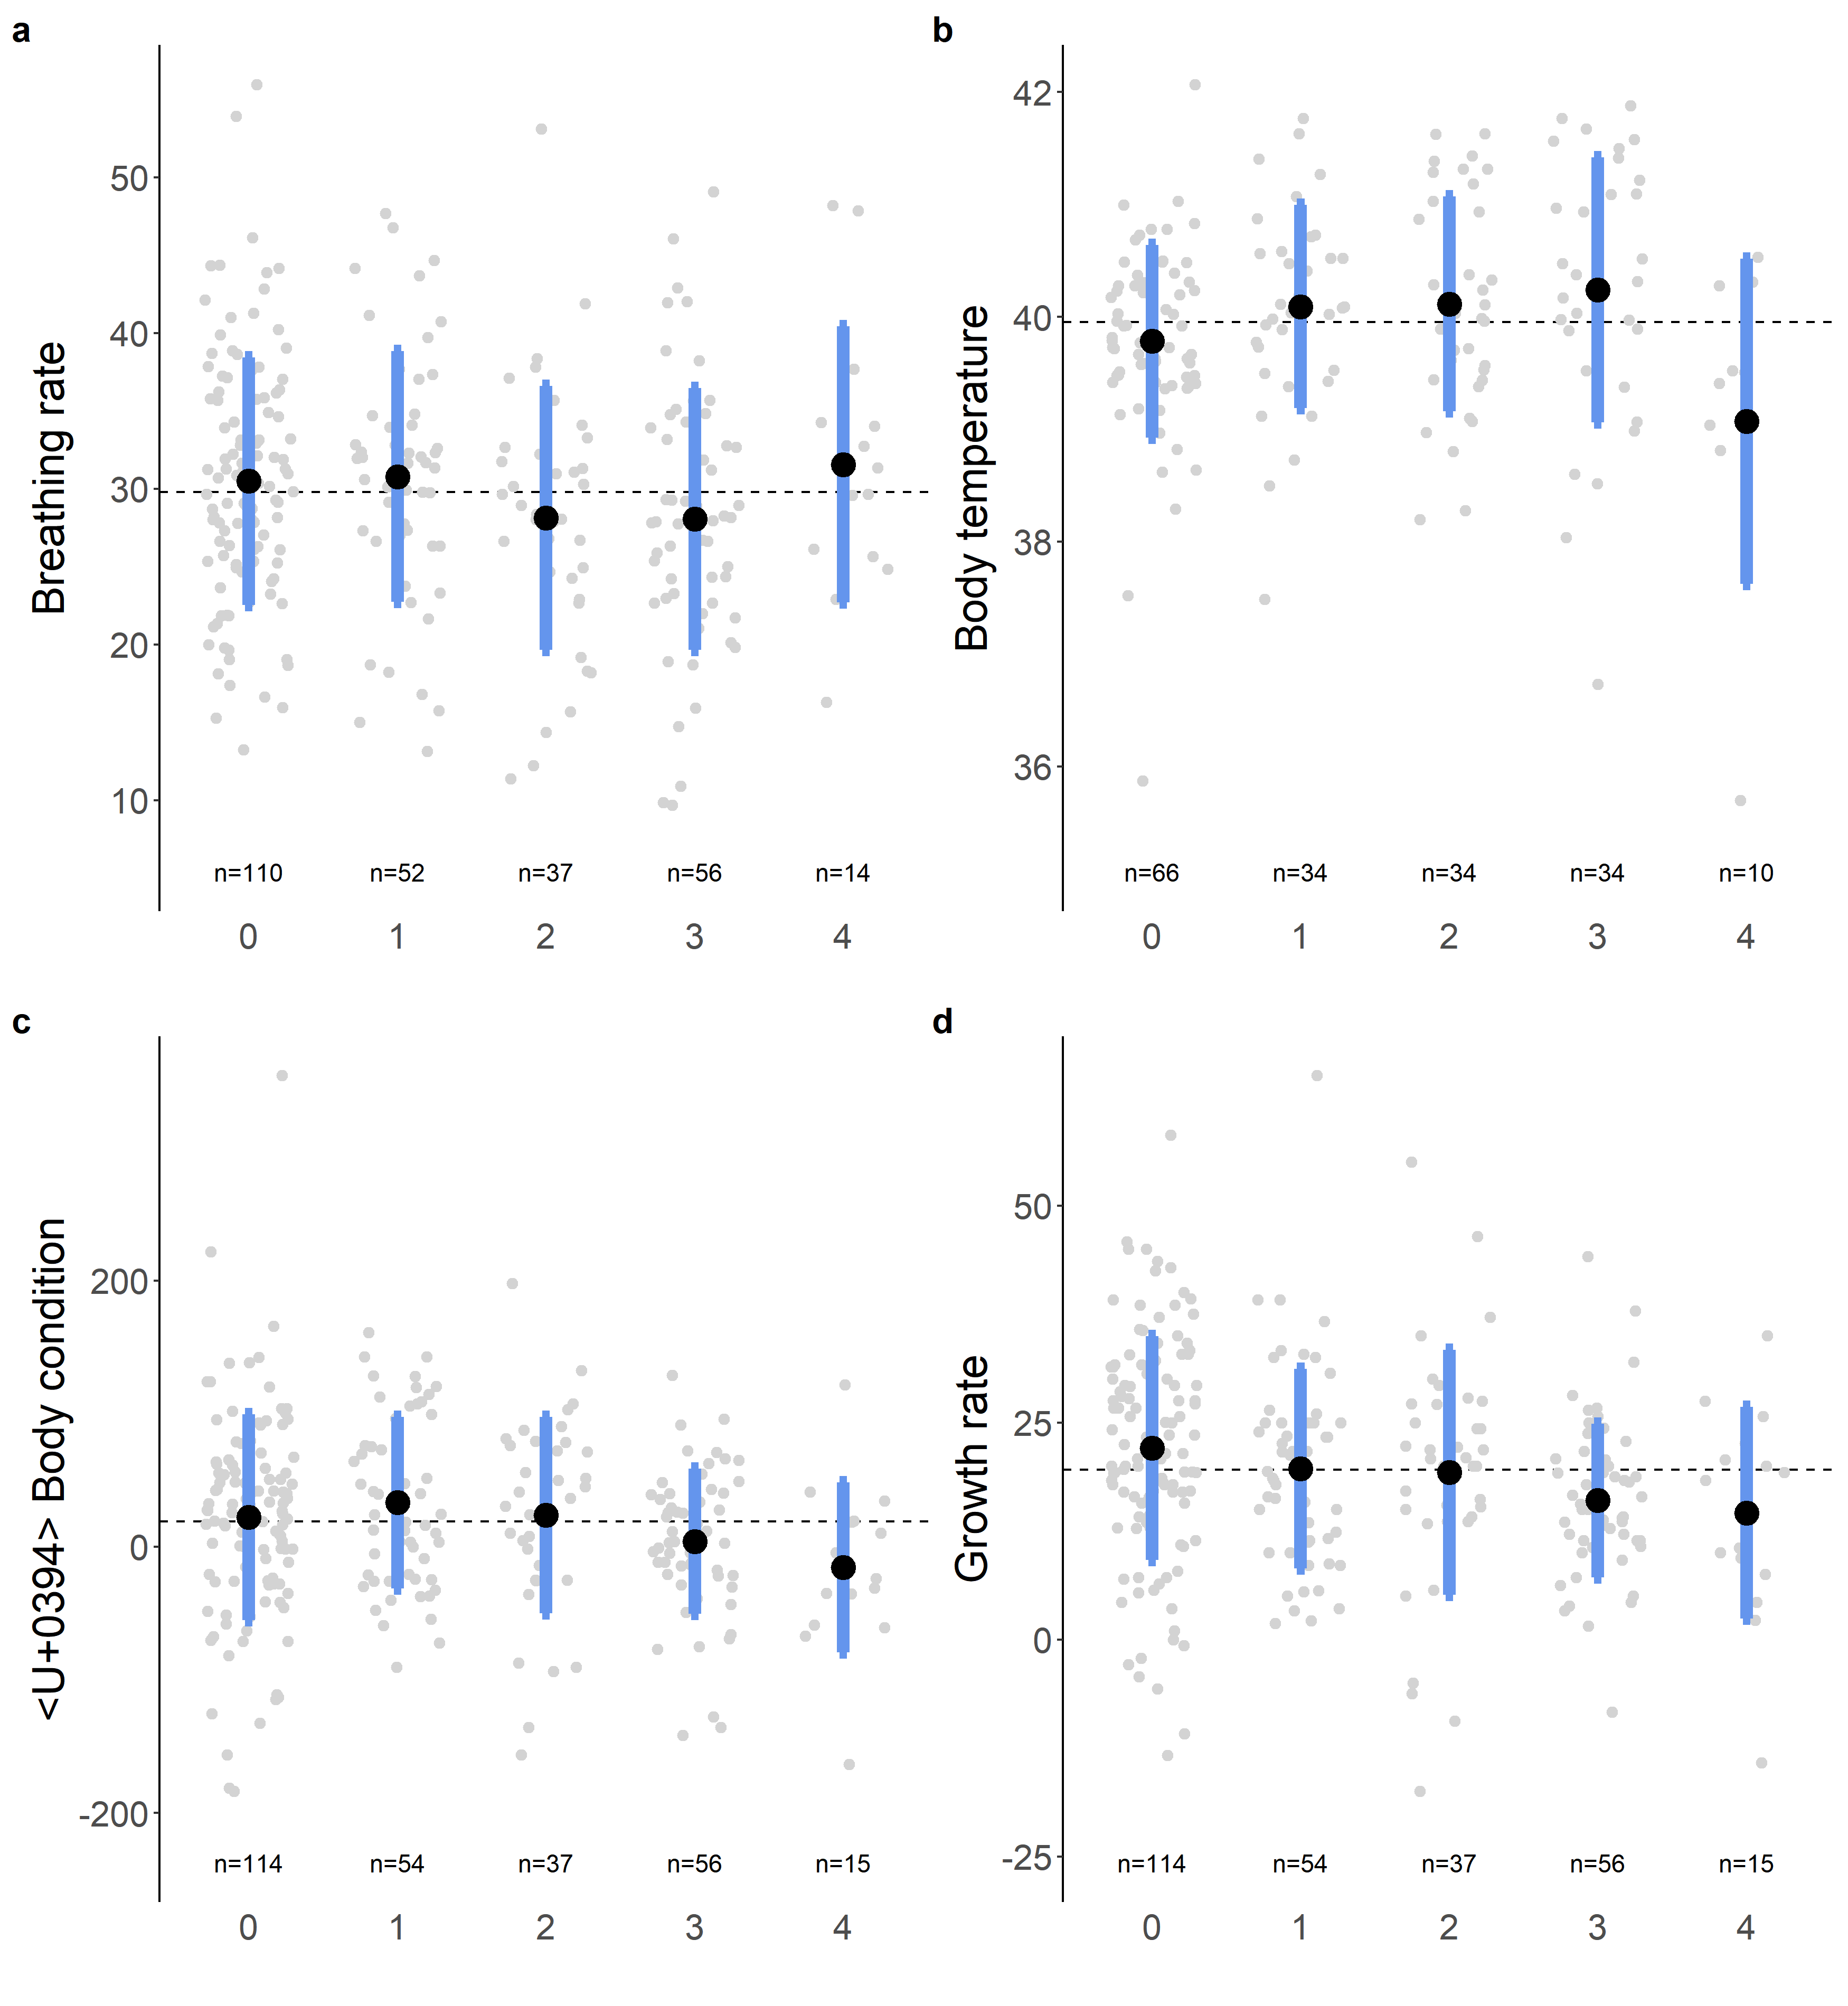 a
Breathing rate
50
40
30
20
10
n=110 n=52 n=37 n=56 n=14
0 1 2 3 4
b
Body temperature
42
40
38
36
n=66 n=34 n=34 n=34 n=10
0 1 2 3 4
c
<U+0394> Body condition
200
0
-200
n=114 n=54 n=37 n=56 n=15
0 1 2 3 4
d
Growth rate
50
25
0
-25
n=114 n=54 n=37 n=56 n=15
0 1 2 3 4